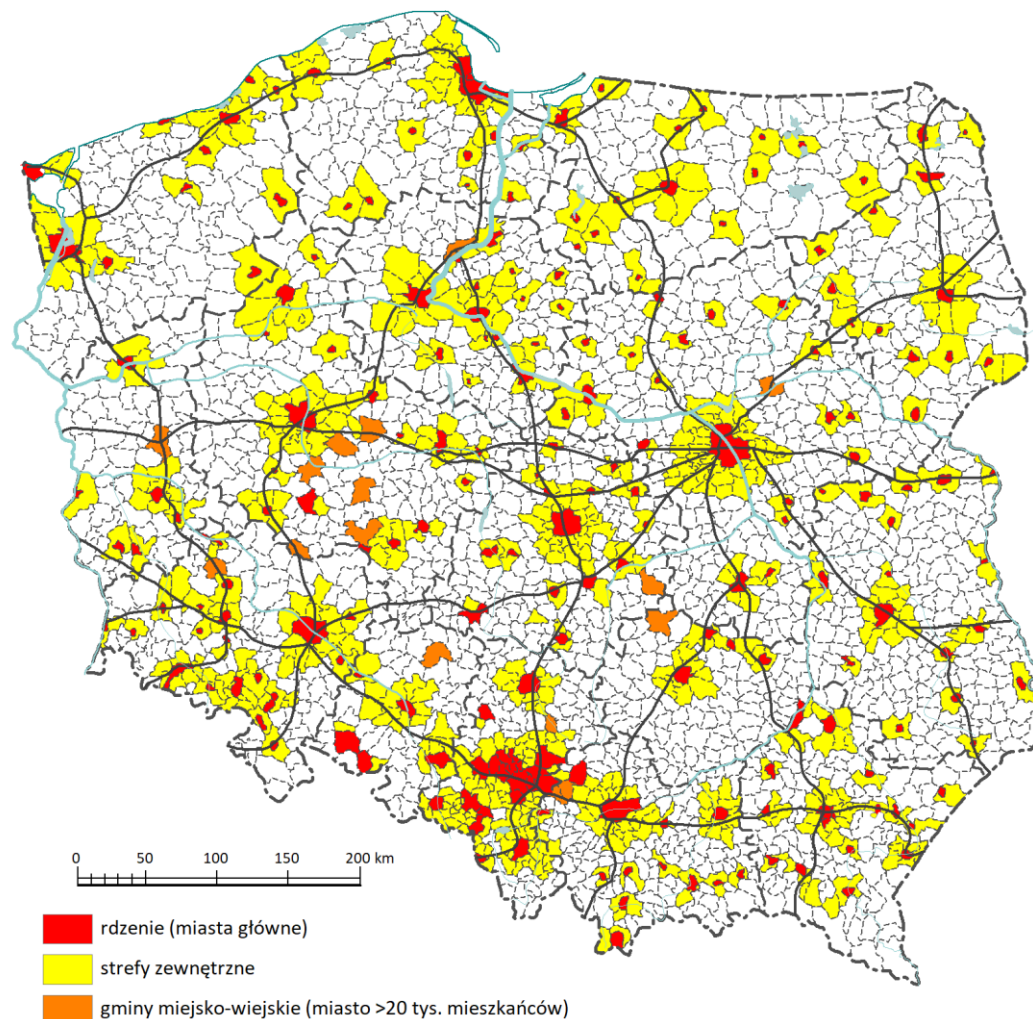 0 50 100 150 200 km
rdzenie (miasta główne)
strefy zewnętrzne
gminy miejsko-wiejskie (miasto >20 tys. mieszkańców)